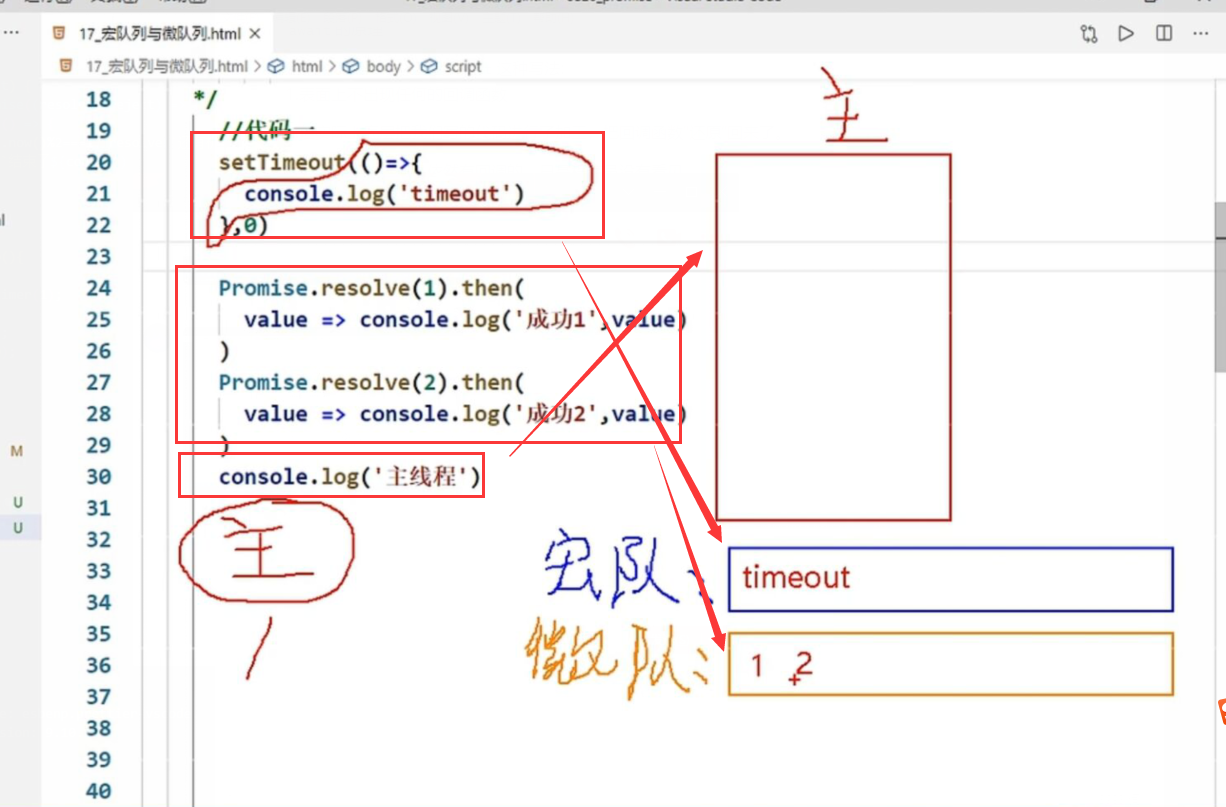 17_宏队列与微队列.html
17_宏队列与微队列.html > html > body > script
18 */
19 //代码一
20 setTimeout(()=>{
21 console.log('timeout')
22 },0)
23
24 Promise.resolve(1).then(
25 value => console.log('成功1',value)
26 )
27 Promise.resolve(2).then(
28 value => console.log('成功2',value)
29 )
30 console.log('主线程')
31
32
33
34
35
36
37
38
39
40
M
U
U
主
主
宏队:
timeout
微队:
1 2